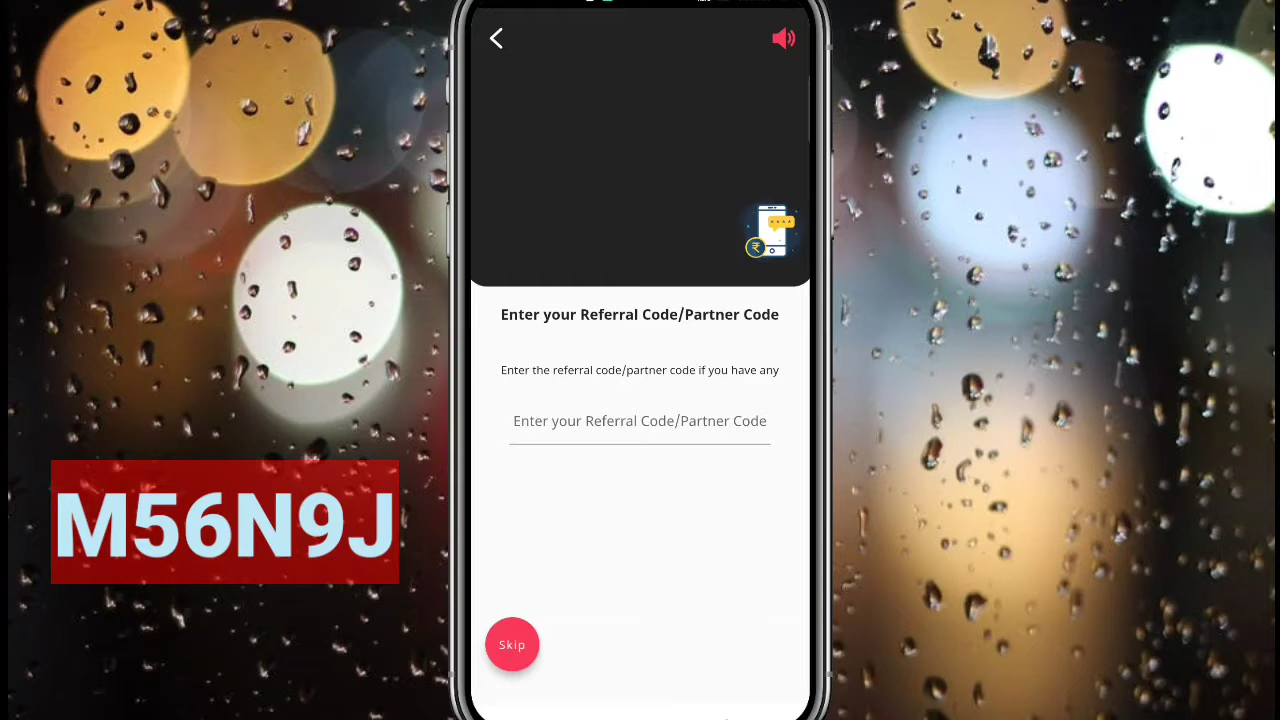 Enter your Referral Code/Partner Code
Enter the referral code/partner code if you have any
Enter your Referral Code/Partner Code
M56N9J
Skip